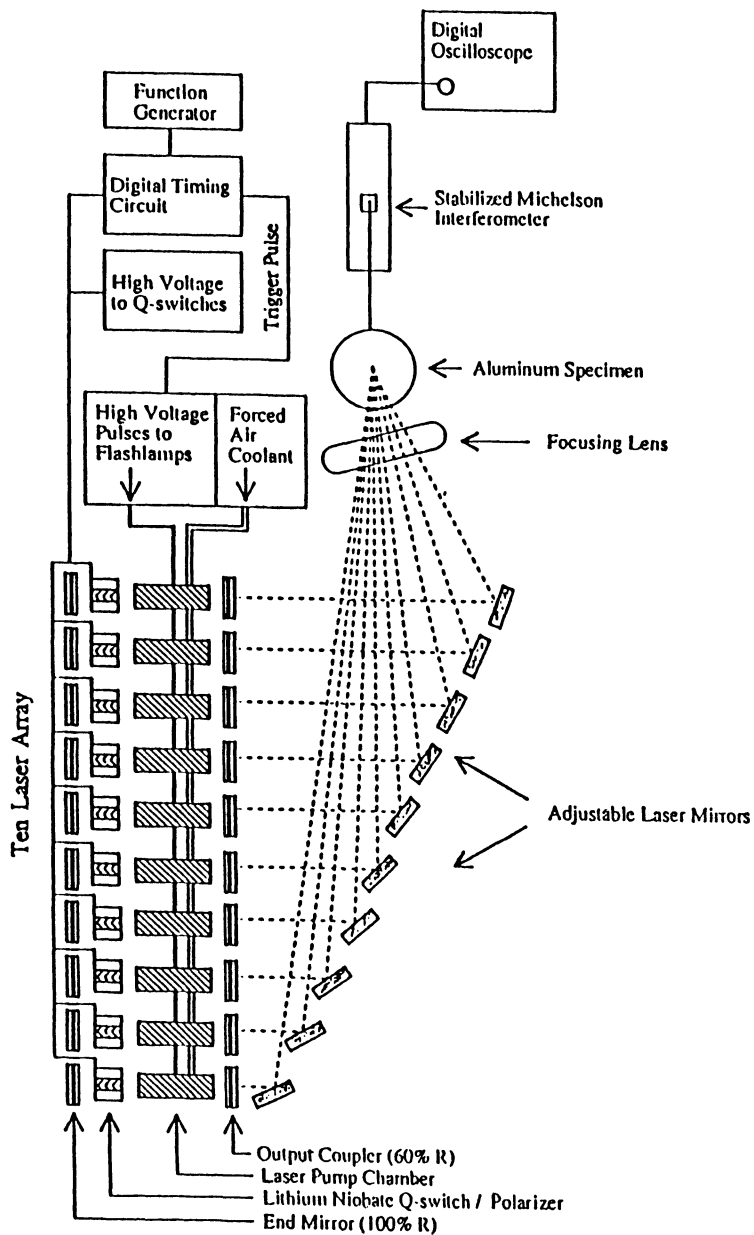 Digital
Oscilloscope
Function
Generator
Digital Timing
Circuit
Stabilized Michelson
Interferometer
High Voltage
to Q-switches
Trigger Pulse
Aluminum Specimen
High Voltage
Pulses to
Flashlamps
Forced
Air
Coolant
Focusing Lens
Ten Laser Array
Adjustable Laser Mirrors
Output Coupler (60% R)
Laser Pump Chamber
Lithium Niobate Q-switch / Polarizer
End Mirror (100% R)